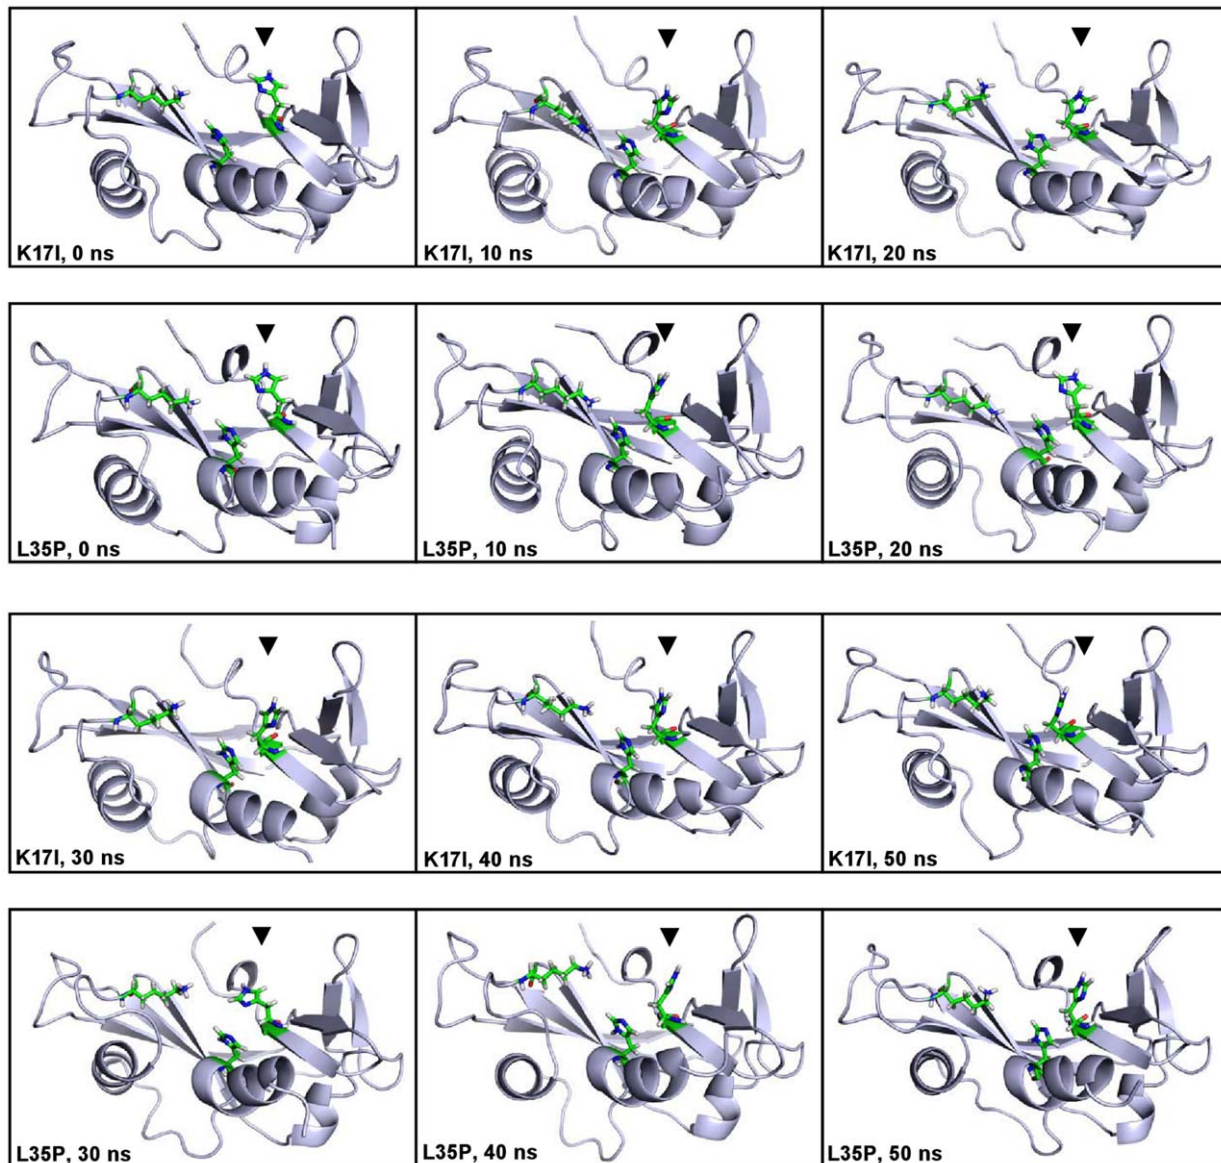 K17I, 0 ns
K17I, 10 ns
K17I, 20 ns
L35P, 0 ns
L35P, 10 ns
L35P, 20 ns
K17I, 30 ns
K17I, 40 ns
K17I, 50 ns
L35P, 30 ns
L35P, 40 ns
L35P, 50 ns